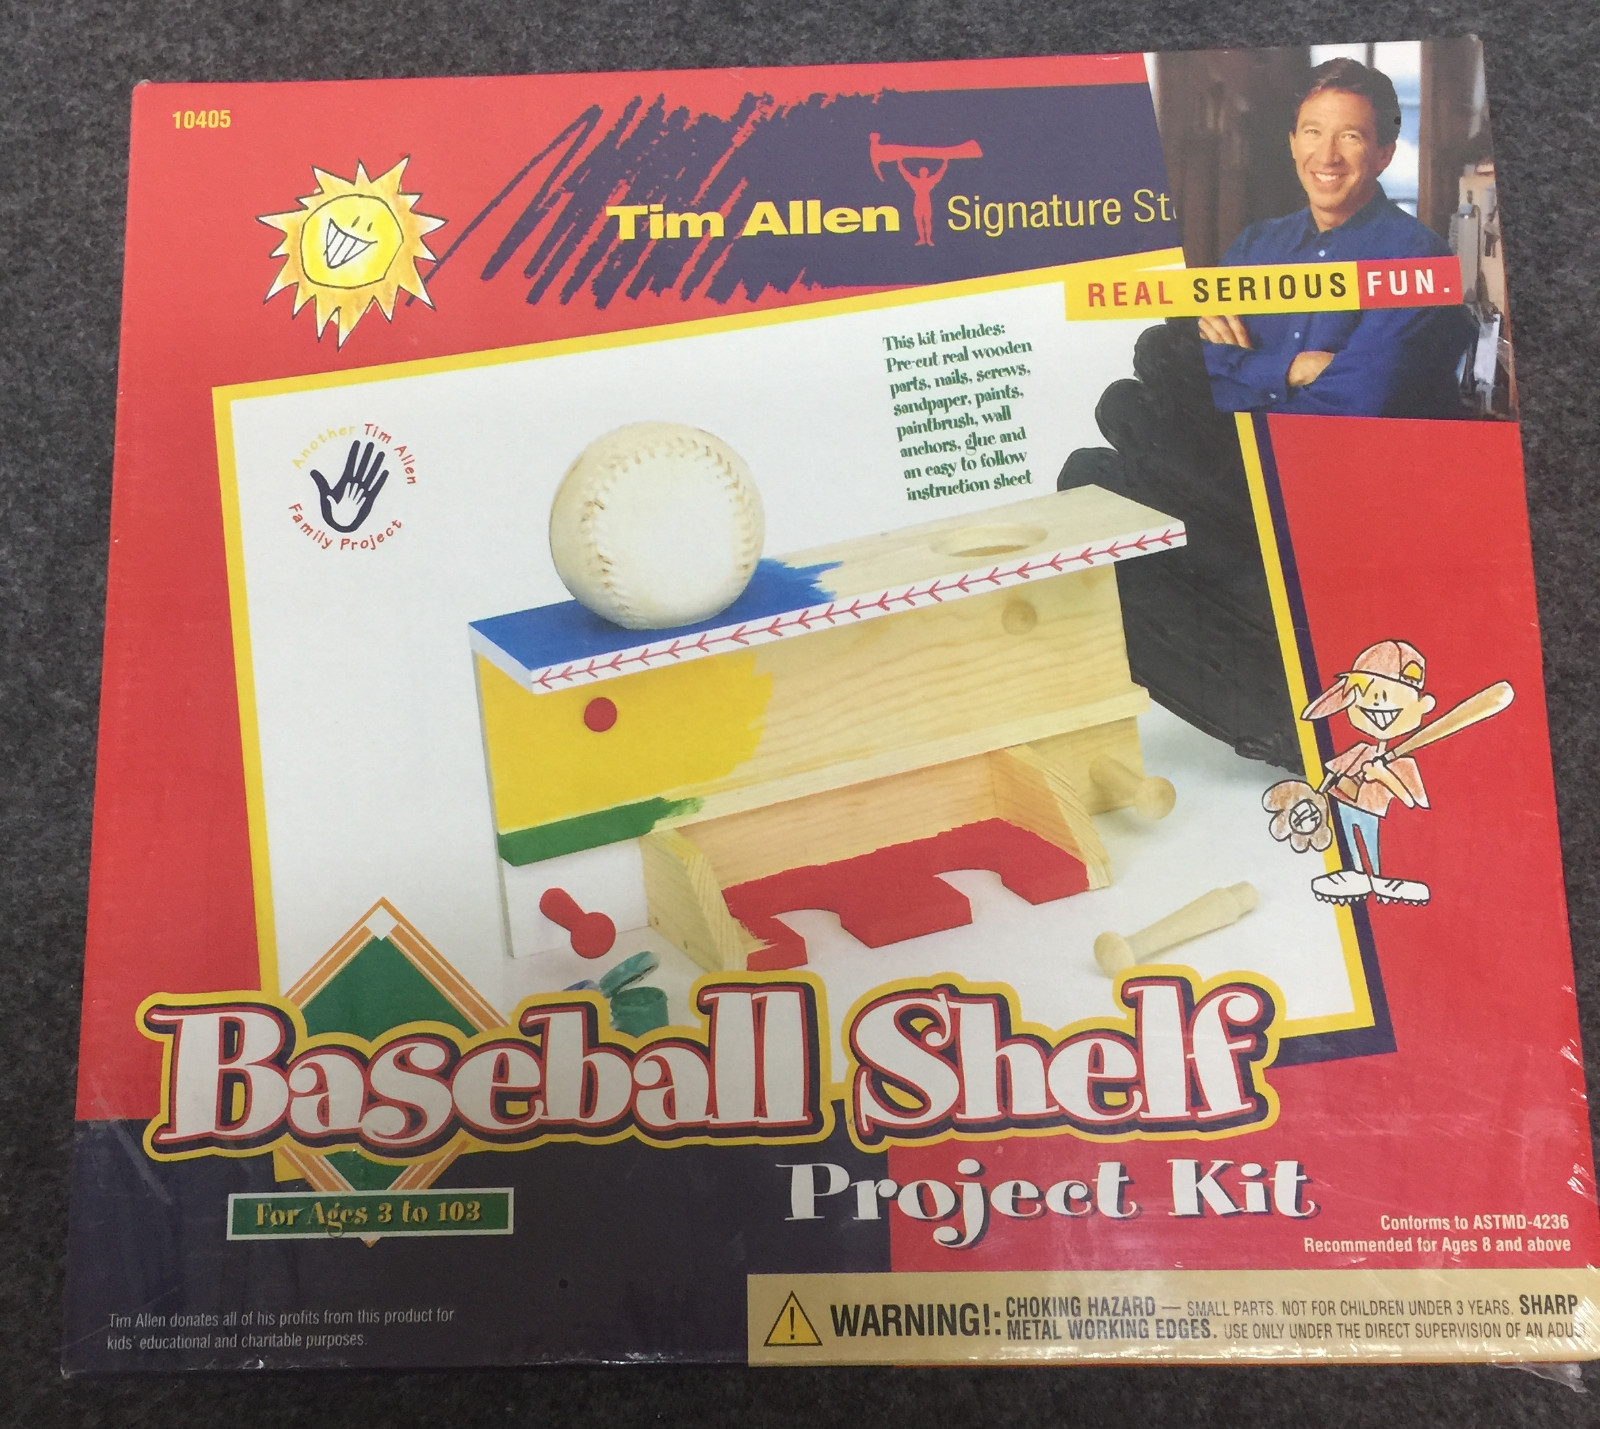 10405
Tim Allen Signature
REAL SERIOUS FUN.
This kit includes:
Pre-cut real wooden
parts, nails, screws,
sandpaper, paints,
paintbrush, wall
anchors, glue and
an easy to follow
instruction sheet
Another Tim Allen
Family Project
Baseball Shelf
Project Kit
For Ages 3 to 103
Conforms to ASTMD-4236
Recommended for Ages 8 and above
Tim Allen donates all of his profits from this product for
kids' educational and charitable purposes.
WARNING!: CHOKING HAZARD — SMALL PARTS. NOT FOR CHILDREN UNDER 3 YEARS. SHARP
METAL WORKING EDGES. USE ONLY UNDER THE DIRECT SUPERVISION OF AN